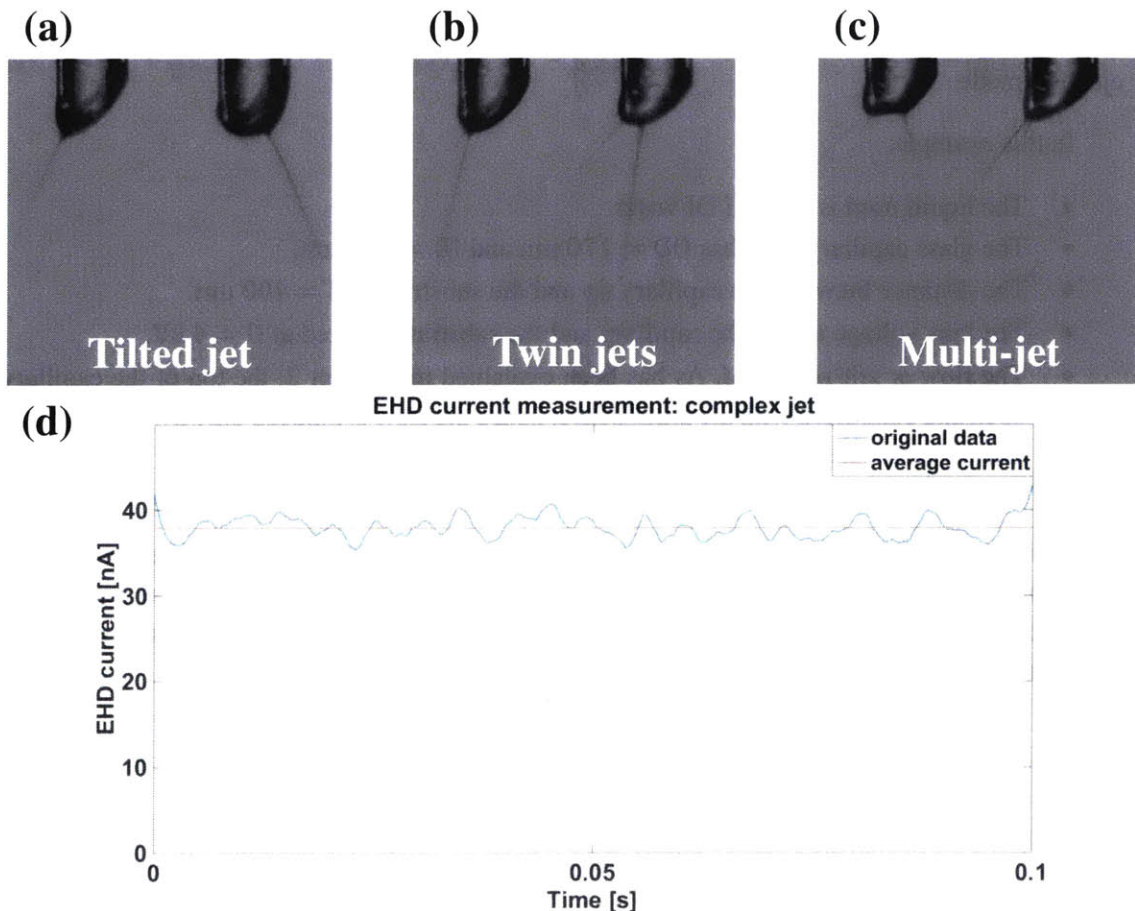 (a)
(b)
(c)
Tilted jet
Twin jets
Multi-jet
(d)
EHD current measurement: complex jet
original data
average current
EHD current [nA]
40
30
20
10
0
0
0.05
0.1
Time [s]